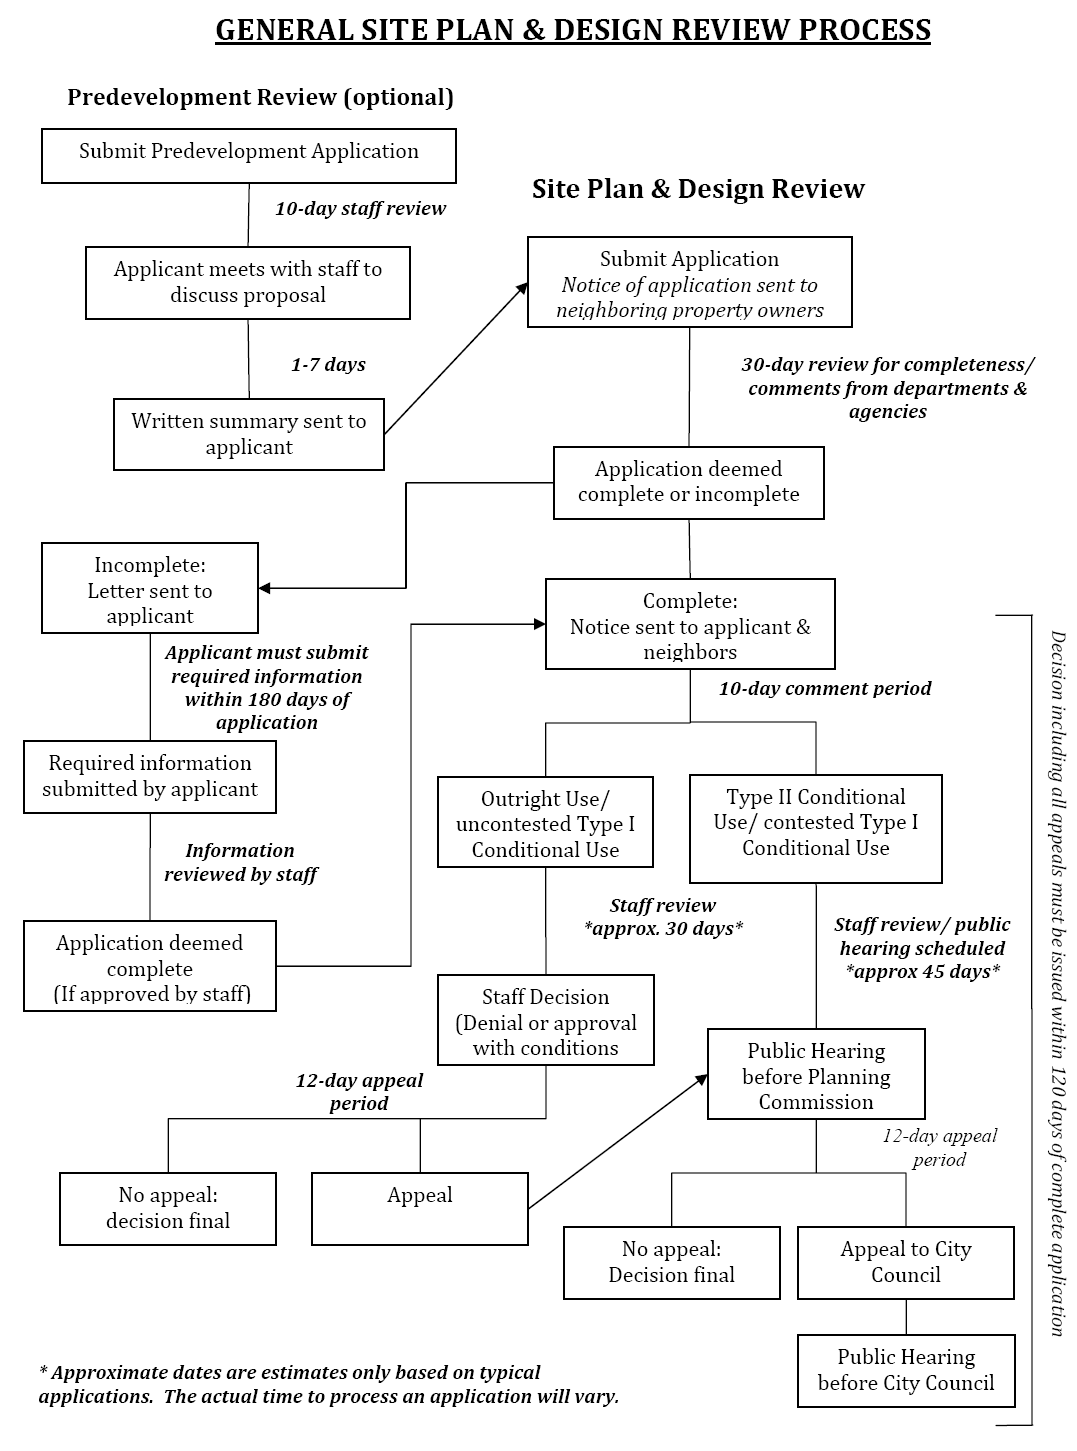 GENERAL SITE PLAN & DESIGN REVIEW PROCESS
Predevelopment Review (optional)
Submit Predevelopment Application
10-day staff review
Applicant meets with staff to
discuss proposal
1-7 days
Written summary sent to
applicant
Site Plan & Design Review
Submit Application
Notice of application sent to
neighboring property owners
30-day review for completeness/
comments from departments &
agencies
Application deemed
complete or incomplete
Incomplete:
Letter sent to
applicant
Applicant must submit
required information
within 180 days of
application
Required information
submitted by applicant
Information
reviewed by staff
Application deemed
complete
(If approved by staff)
Complete:
Notice sent to applicant &
neighbors
10-day comment period
Outright Use/
uncontested Type I
Conditional Use
Staff review
*approx. 30 days*
Staff Decision
(Denial or approval
with conditions
12-day appeal
period
No appeal:
decision final
Appeal
Type II Conditional
Use/ contested Type I
Conditional Use
Staff review/ public
hearing scheduled
*approx 45 days*
Public Hearing
before Planning
Commission
12-day appeal
period
No appeal:
Decision final
Appeal to City
Council
Public Hearing
before City Council
Decision including all appeals must be issued within 120 days of complete application
* Approximate dates are estimates only based on typical
applications. The actual time to process an application will vary.